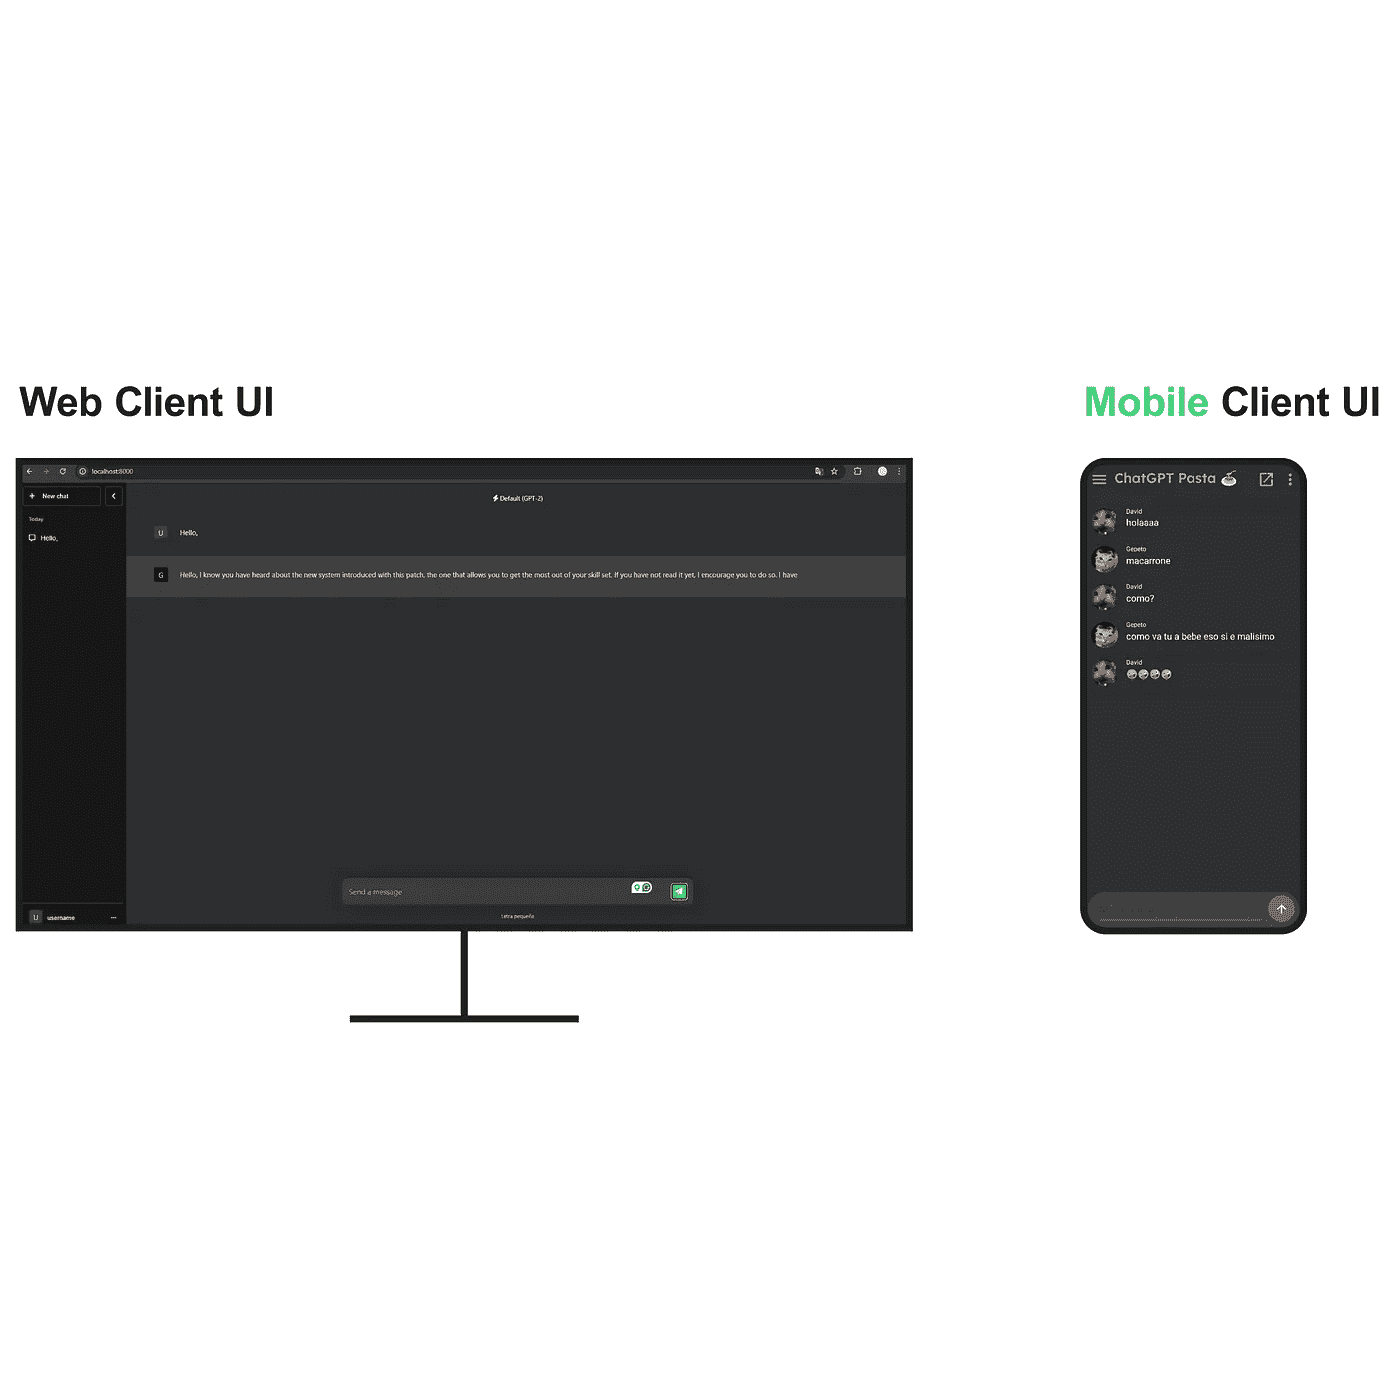 Web Client UI
localhost:8000
New chat
Today
Hello,
username
U
Default (GPT-2)
U
Hello,
G
Hello, I know you have heard about the new system introduced with this patch, the one that allows you to get the most out of your skill set. If you have not read it yet, I encourage you to do so. I have
Send a message
Letra pequeña
Mobile Client UI
ChatGPT Pasta
David
holaaaa
Gepeto
macarrone
David
como?
Gepeto
como va tu a bebe eso si e malisimo
David